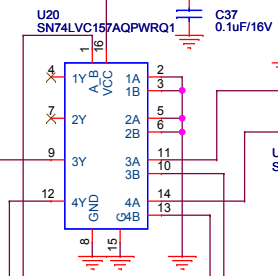 U20
SN74LVC157AQPWRQ1
C37
0.1uF/16V
1
16
4
1Y
A_B
VCC
1A
2
1B
3
7
2Y
2A
5
2B
6
9
3Y
3A
11
3B
10
12
4Y
4A
14
GND
G
4B
13
8
15
U
S